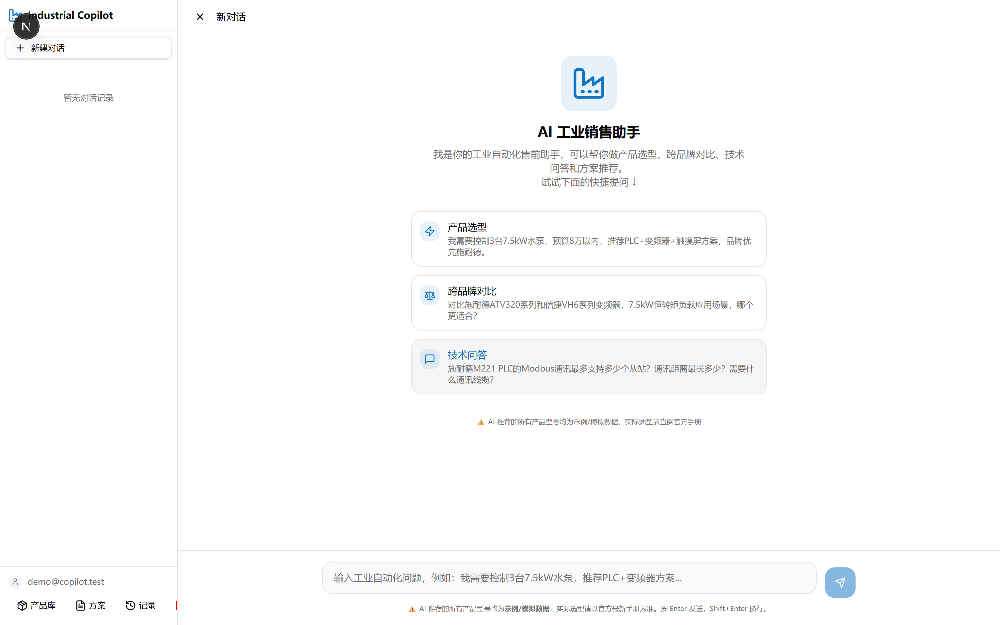 Industrial Copilot
N
新建对话
暂无对话记录
demo@copilot.test
产品库
方案
记录
新对话
AI 工业销售助手
我是你的工业自动化售前助手，可以帮你做产品选型、跨品牌对比、技术
问答和方案推荐。
试试下面的快捷提问↓
产品选型
我需要控制3台7.5kW水泵，预算8万以内，推荐PLC+变频器+触摸屏方案，品牌优
先施耐德。
跨品牌对比
对比施耐德ATV320系列和信捷VH6系列变频器，7.5kW恒转矩负载应用场景，哪个
更适合？
技术问答
施耐德M221 PLC的Modbus通讯最多支持多少个从站？通讯距离最长多少？需要什
么通讯线缆？
⚠ AI 推荐的所有产品型号均为示例/模拟数据，实际选型请查阅官方手册
输入工业自动化问题，例如：我需要控制3台7.5kW水泵，推荐PLC+变频器方案...
⚠ AI 推荐的所有产品型号均为示例/模拟数据，实际选型请以官方最新手册为准。按 Enter 发送，Shift+Enter 换行。